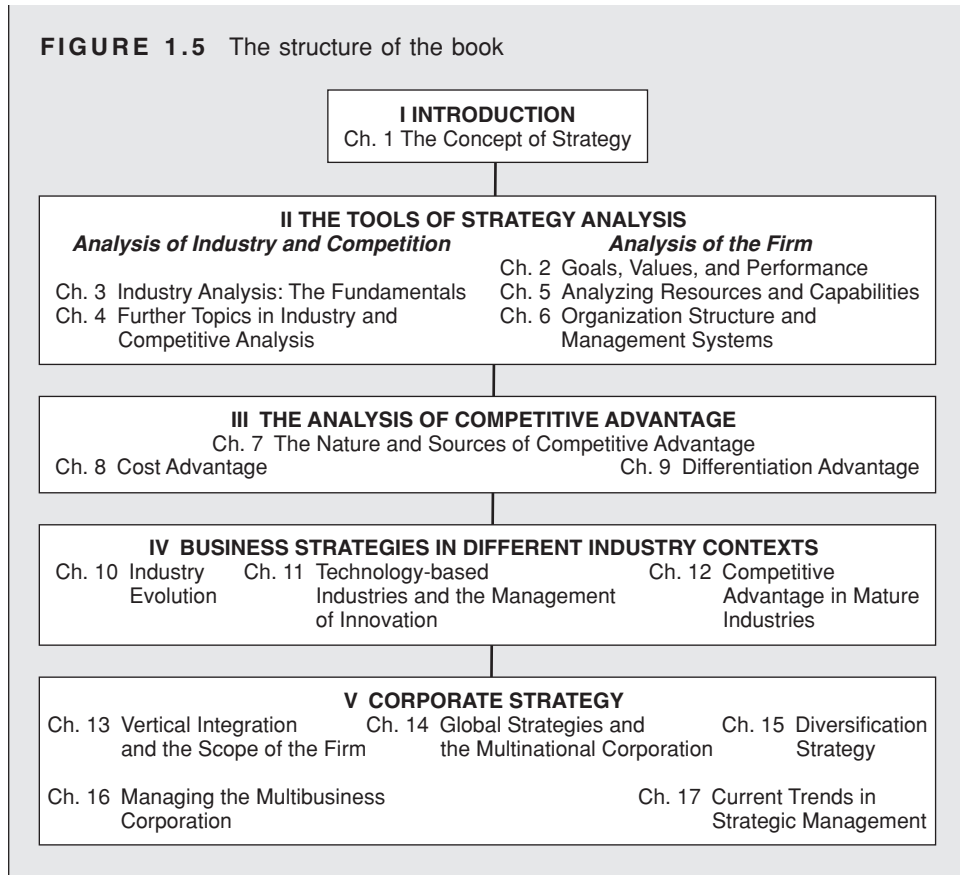 FIGURE 1.5 The structure of the book
I INTRODUCTION
Ch. 1 The Concept of Strategy
II THE TOOLS OF STRATEGY ANALYSIS
Analysis of Industry and Competition
Ch. 3 Industry Analysis: The Fundamentals
Ch. 4 Further Topics in Industry and
Competitive Analysis
Analysis of the Firm
Ch. 2 Goals, Values, and Performance
Ch. 5 Analyzing Resources and Capabilities
Ch. 6 Organization Structure and
Management Systems
III THE ANALYSIS OF COMPETITIVE ADVANTAGE
Ch. 7 The Nature and Sources of Competitive Advantage
Ch. 8 Cost Advantage
Ch. 9 Differentiation Advantage
IV BUSINESS STRATEGIES IN DIFFERENT INDUSTRY CONTEXTS
Ch. 10 Industry
Evolution
Ch. 11 Technology-based
Industries and the Management
of Innovation
Ch. 12 Competitive
Advantage in Mature
Industries
V CORPORATE STRATEGY
Ch. 13 Vertical Integration
and the Scope of the Firm
Ch. 14 Global Strategies and
the Multinational Corporation
Ch. 15 Diversification
Strategy
Ch. 16 Managing the Multibusiness
Corporation
Ch. 17 Current Trends in
Strategic Management